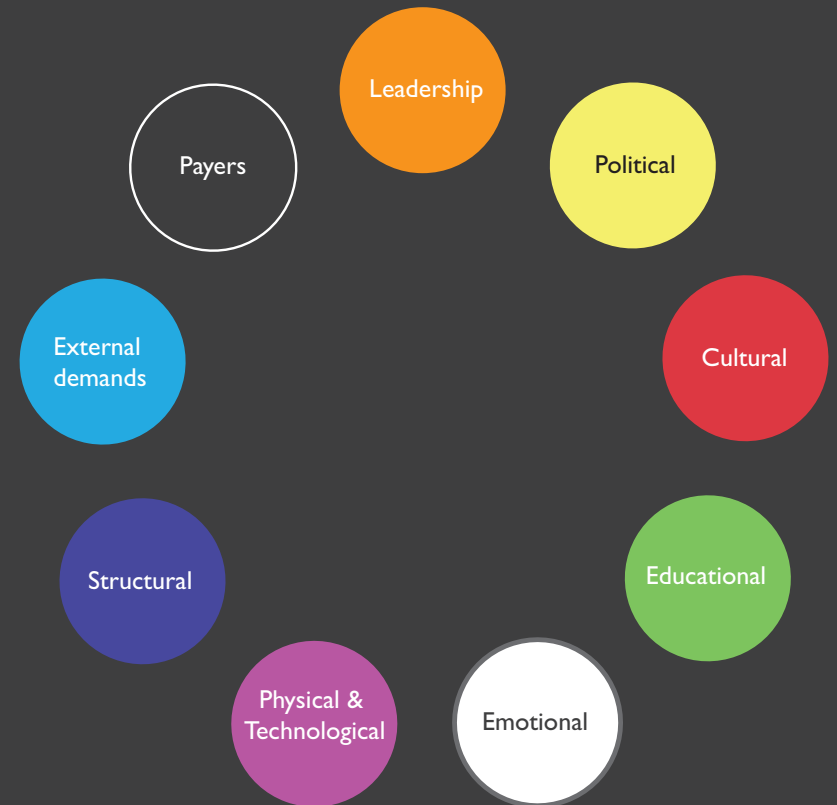 Leadership
Political
Cultural
Educational
Emotional
Physical &
Technological
Structural
External
demands
Payers